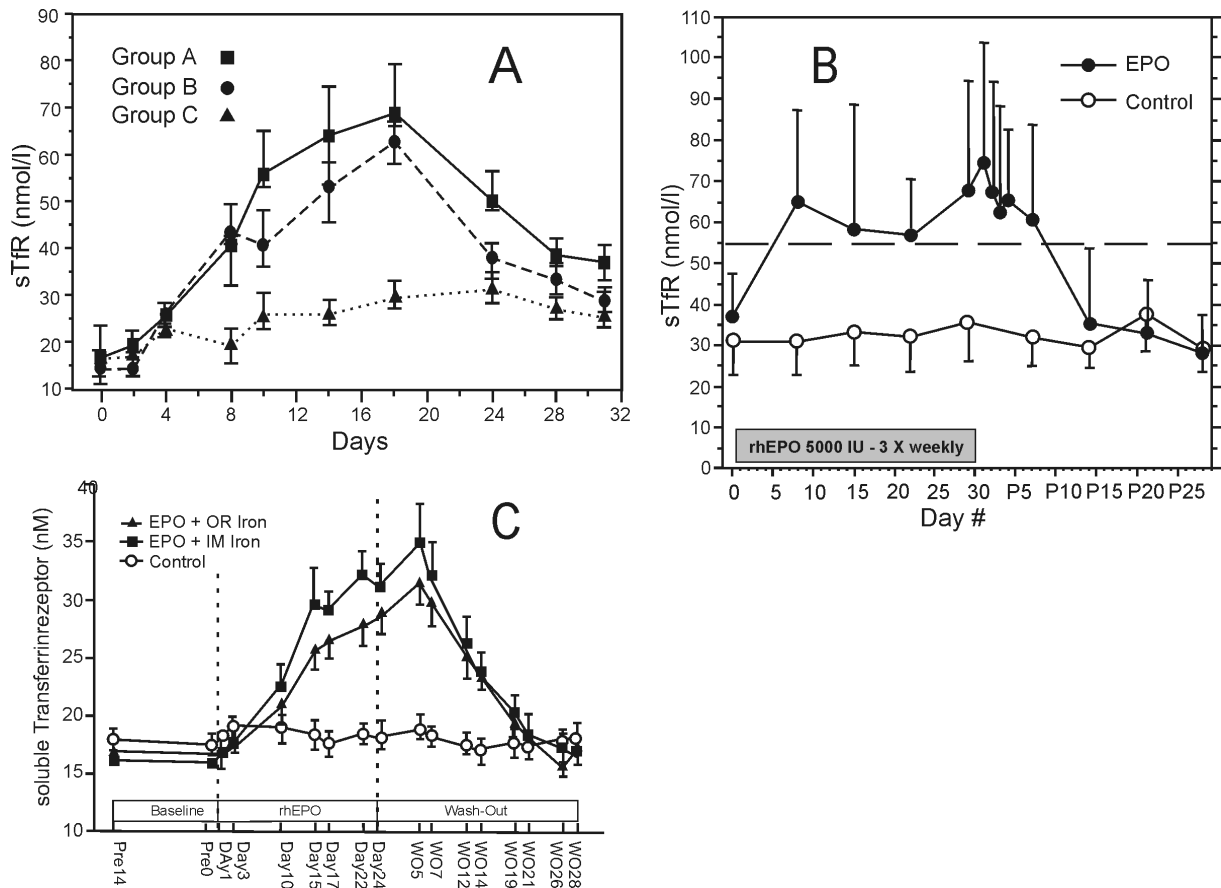 A
Group A
Group B
Group C
90
80
70
60
50
40
30
20
10
sTfR (nmol/l)
0 4 8 12 16 20 24 28 32
Days
B
EPO
Control
110
100
90
80
70
60
50
40
30
20
10
0
sTfR (nmol/l)
rhEPO 5000 IU - 3 X weekly
0 5 10 15 20 25 30 P5 P10 P15 P20 P25
Day #
C
EPO + OR Iron
EPO + IM Iron
Control
40
35
30
25
20
15
10
soluble Transferrinrezeptor (nM)
Baseline rhEPO Wash-Out
Pre14 Pre0 DAy1 Day3 Day10 Day15 Day17 Day22 Day24 WO5 WO7 WO12 WO14 WO19 WO21 WO26 WO28